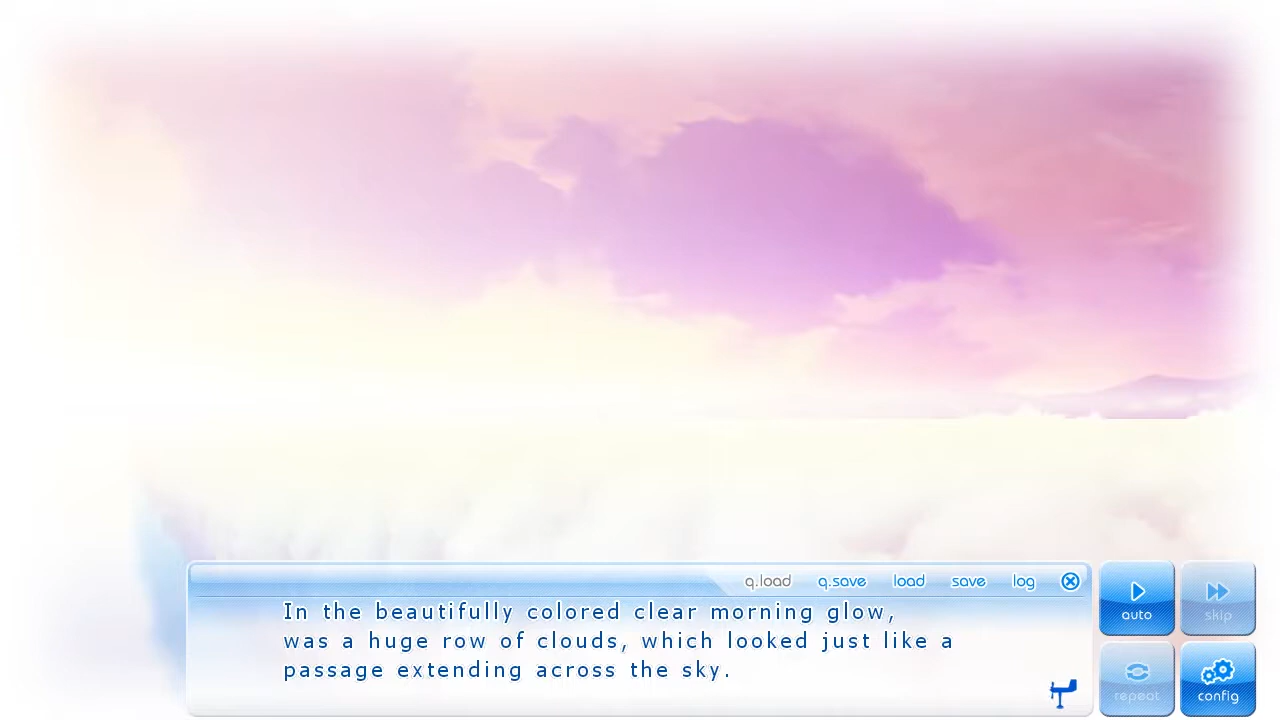 q.load q.save load save log
In the beautifully colored clear morning glow,
was a huge row of clouds, which looked just like a
passage extending across the sky.
auto skip
repeat config